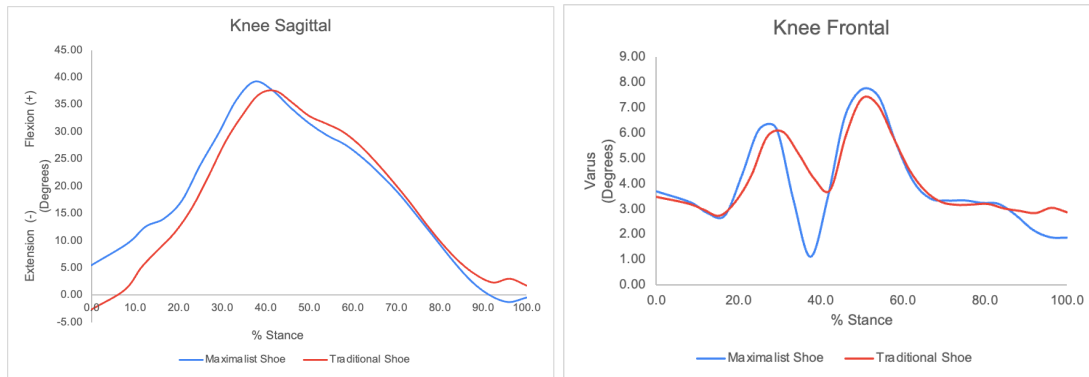 Knee Sagittal
45.00
40.00
35.00
30.00
25.00
20.00
15.00
10.00
5.00
0.00
-5.00
Extension (-) Flexion (+)
(Degrees)
0.0 10.0 20.0 30.0 40.0 50.0 60.0 70.0 80.0 90.0 100.0
% Stance
Maximalist Shoe Traditional Shoe
Knee Frontal
9.00
8.00
7.00
6.00
5.00
4.00
3.00
2.00
1.00
0.00
Varus
(Degrees)
0.0 20.0 40.0 60.0 80.0 100.0
% Stance
Maximalist Shoe Traditional Shoe